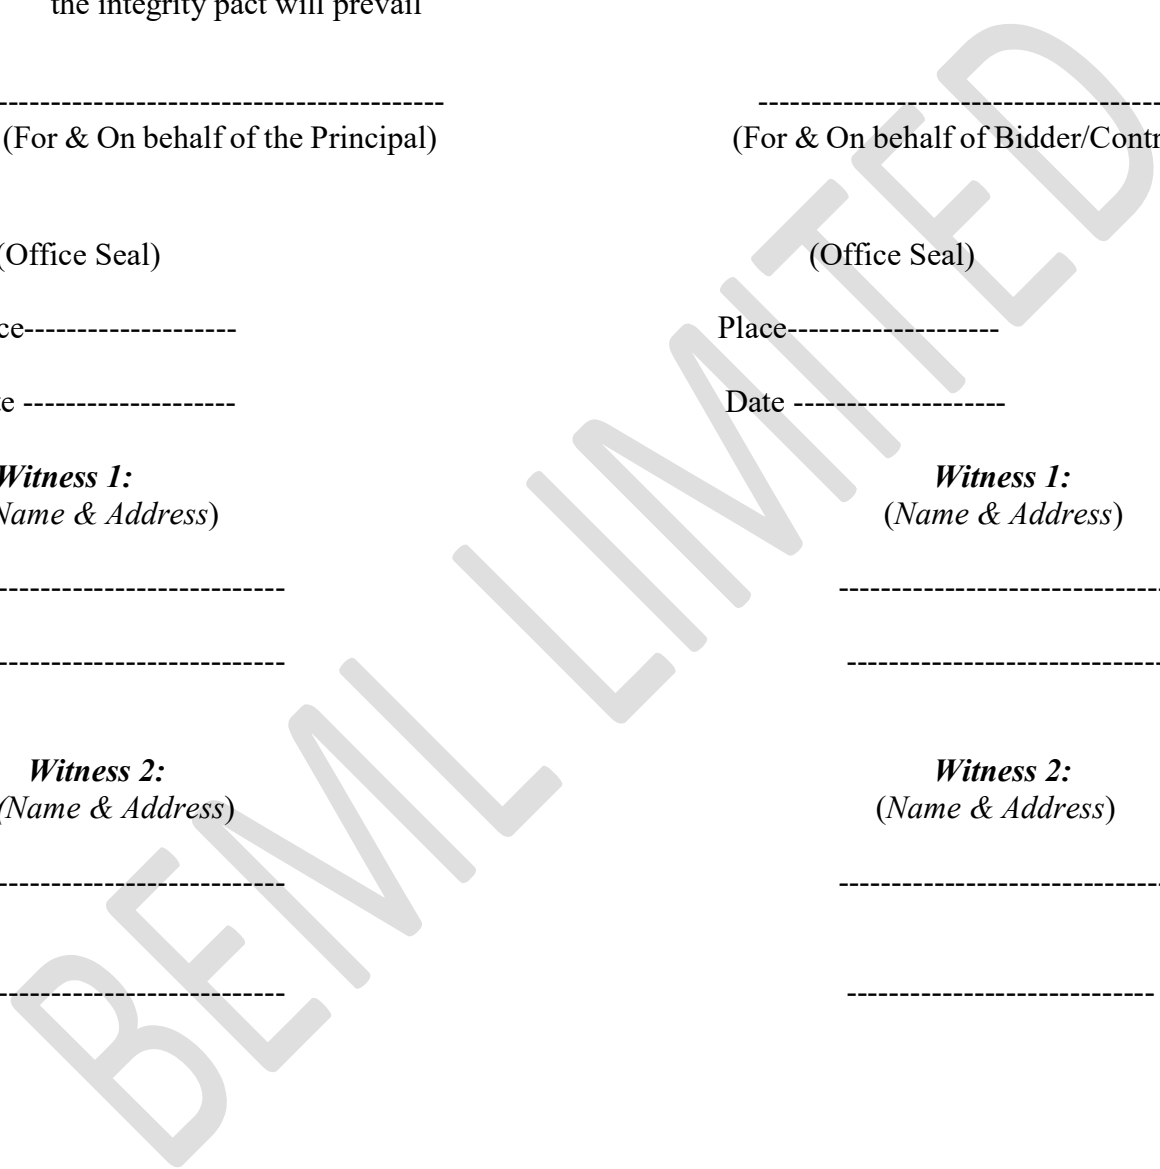 the integrity pact will prevail
------------------------------------------ ---------------------------------------
(For & On behalf of the Principal) (For & On behalf of Bidder/Contr
(Office Seal) (Office Seal)
ce-------------------- Place--------------------
te -------------------- Date --------------------
Witness 1: Witness 1:
Name & Address) (Name & Address)
--------------------------- -------------------------------
--------------------------- ------------------------------
Witness 2: Witness 2:
(Name & Address) (Name & Address)
--------------------------- -------------------------------
--------------------------- -----------------------------
BEML LIMITED